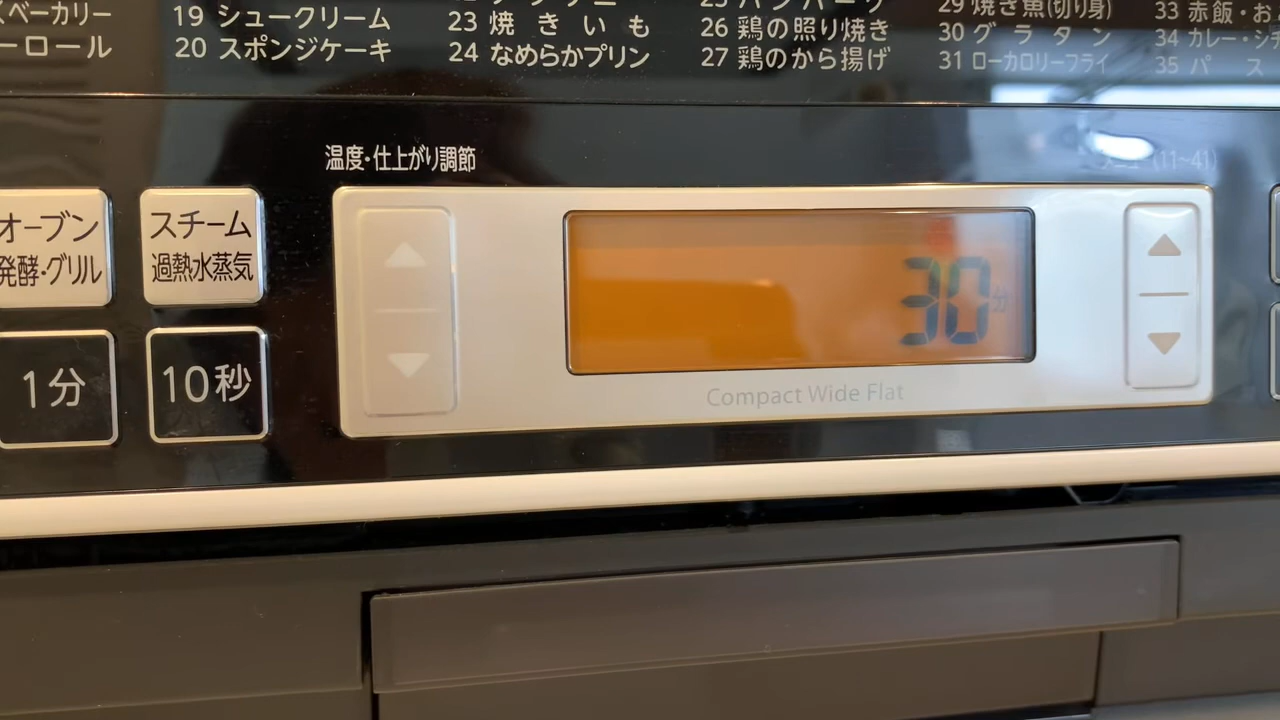 19 シュークリーム
23 焼きいも
26 鶏の照り焼き
29 焼き魚(切り身)
33 赤飯・お
ーロール
20 スポンジケーキ
24 なめらかプリン
27 鶏のから揚げ
30 グラタン
34 カレー・シチ
31 ローカロリーフライ
35 パス
温度・仕上がり調節
(11~41)
オーブン
発酵・グリル
スチーム
過熱水蒸気
30分
1分
10秒
Compact Wide Flat